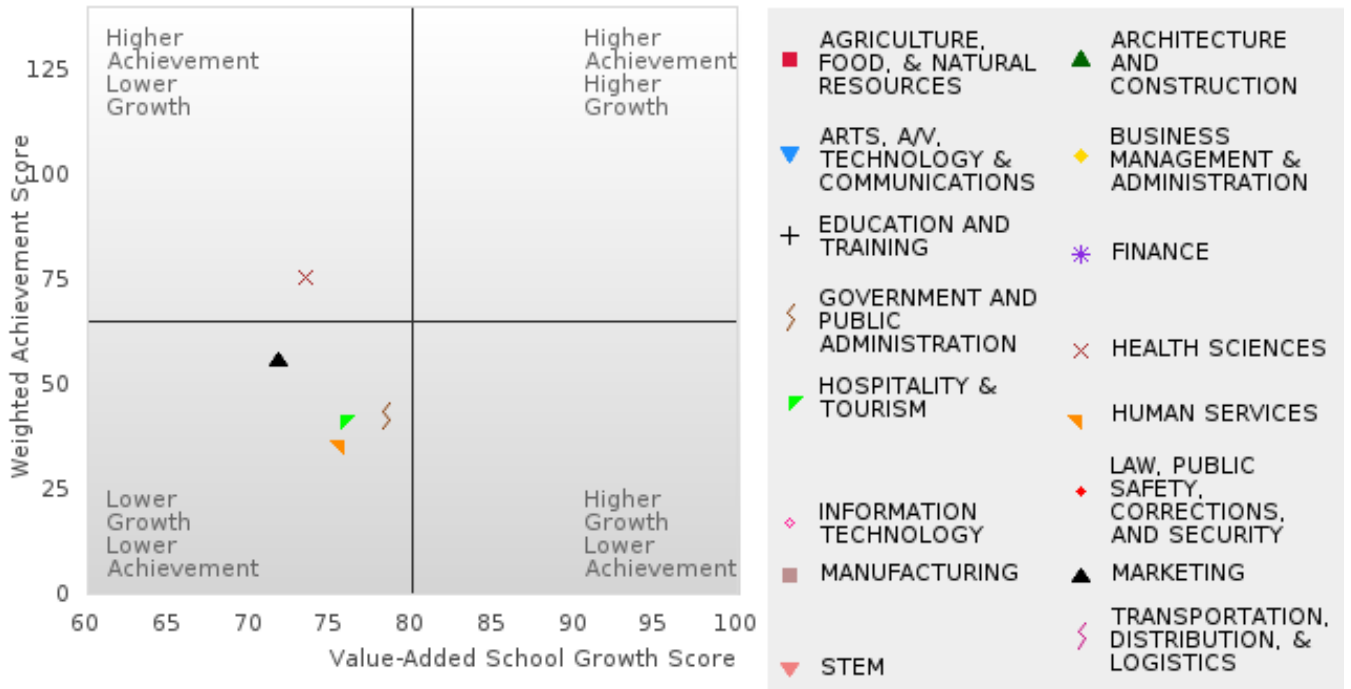 Higher
Achievement
Lower
Growth
Higher
Achievement
Higher
Growth
Lower
Growth
Lower
Achievement
Higher
Growth
Lower
Achievement
Weighted Achievement Score
125
100
75
50
25
0
60 65 70 75 80 85 90 95 100
Value-Added School Growth Score
AGRICULTURE,
FOOD, & NATURAL
RESOURCES
ARCHITECTURE
AND
CONSTRUCTION
ARTS, A/V,
TECHNOLOGY &
COMMUNICATIONS
BUSINESS
MANAGEMENT &
ADMINISTRATION
EDUCATION AND
TRAINING
FINANCE
GOVERNMENT AND
PUBLIC
ADMINISTRATION
HEALTH SCIENCES
HOSPITALITY &
TOURISM
HUMAN SERVICES
INFORMATION
TECHNOLOGY
LAW, PUBLIC
SAFETY,
CORRECTIONS,
AND SECURITY
MANUFACTURING
MARKETING
STEM
TRANSPORTATION,
DISTRIBUTION, &
LOGISTICS